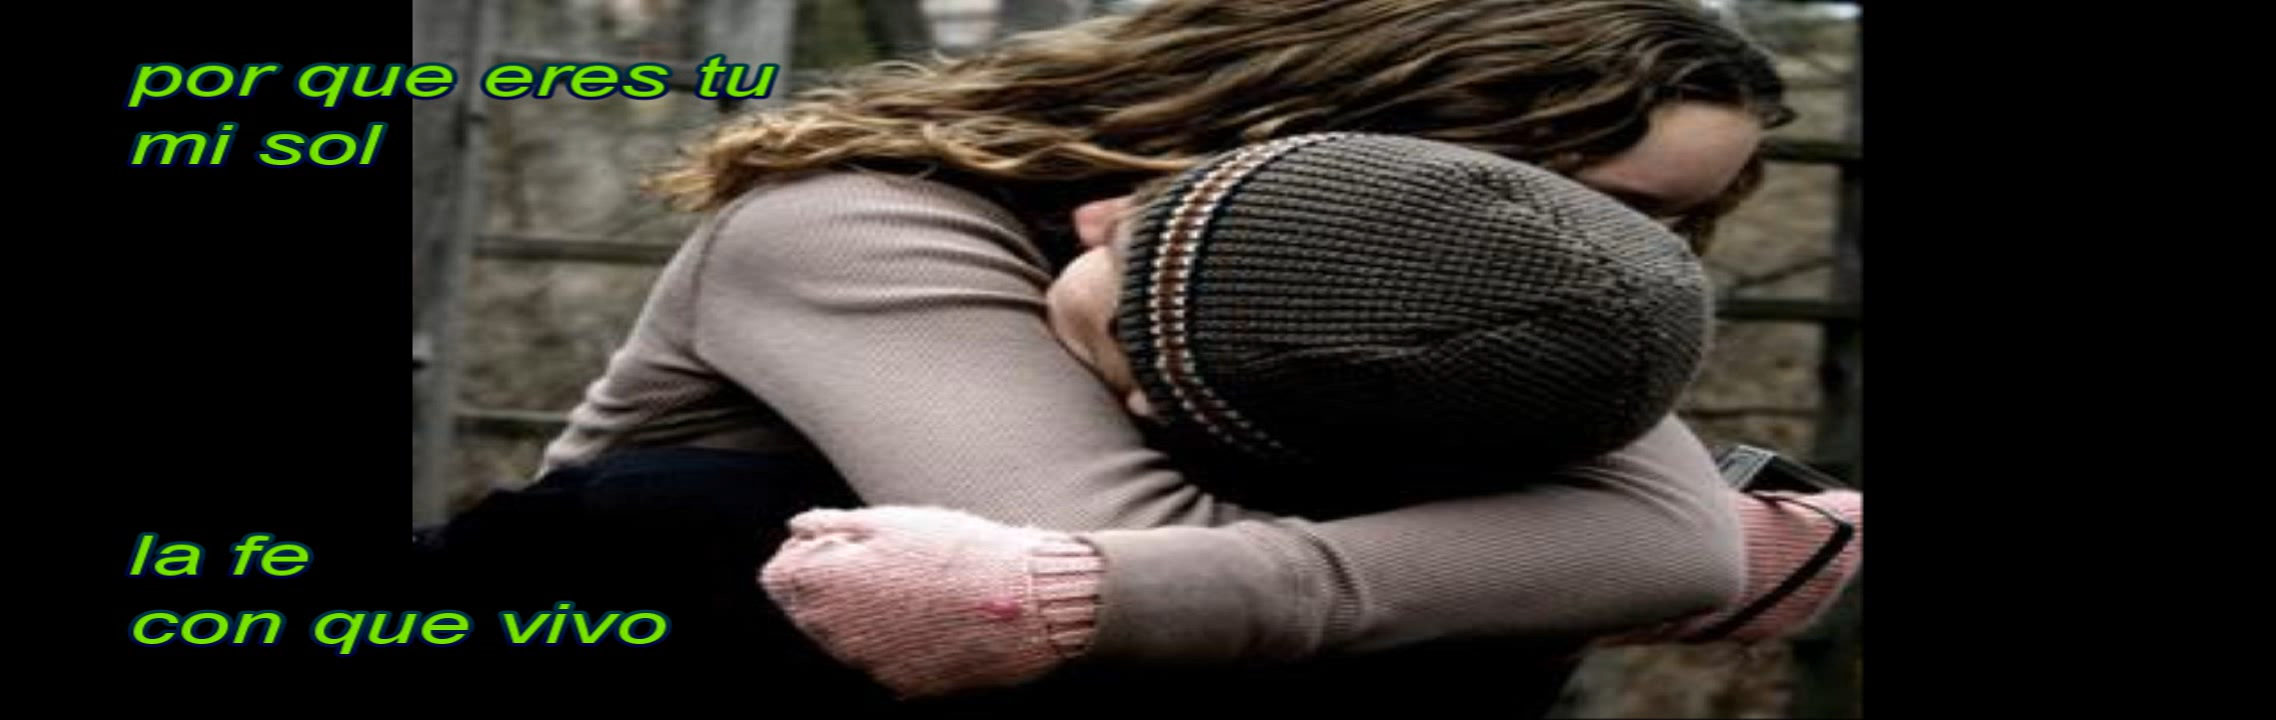 por que eres tu
mi sol
la fe
con que vivo